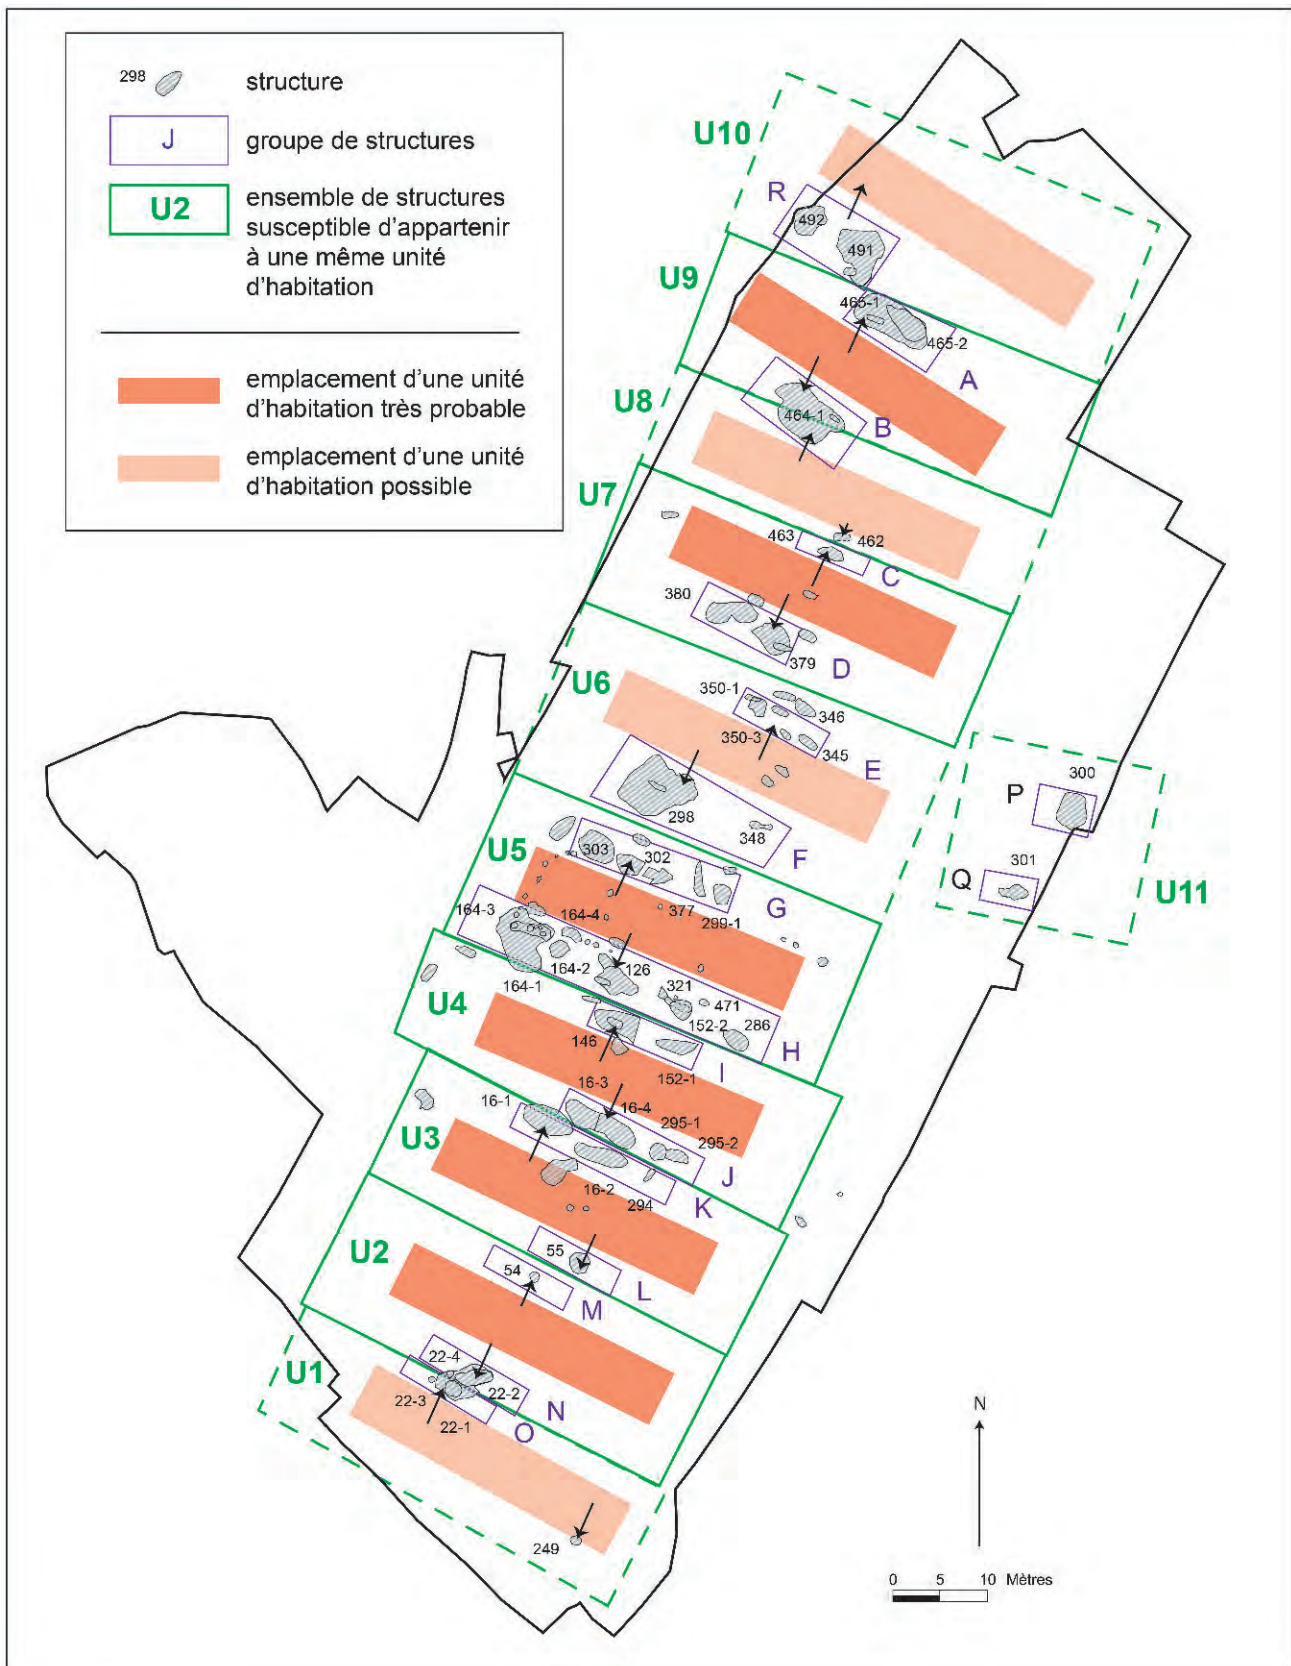 298
structure
J
groupe de structures
U2
ensemble de structures
susceptible d'appartenir
à une même unité
d'habitation
emplacement d'une unité
d'habitation très probable
emplacement d'une unité
d'habitation possible
U10
R
492
491
U9
465-1
465-2
A
U8
464-1
B
U7
463
462
C
380
379
D
U6
350-1
346
350-3
345
E
300
P
298
348
F
301
Q
U11
U5
303
302
377
299-1
G
164-3
164-4
164-2
126
164-1
321
471
152-2
286
H
U4
146
152-1
I
16-3
16-1
16-4
295-1
295-2
U3
J
16-2
294
K
U2
55
54
L
M
U1
22-4
22-2
22-3
22-1
N
O
249
N
0 5 10 Mètres